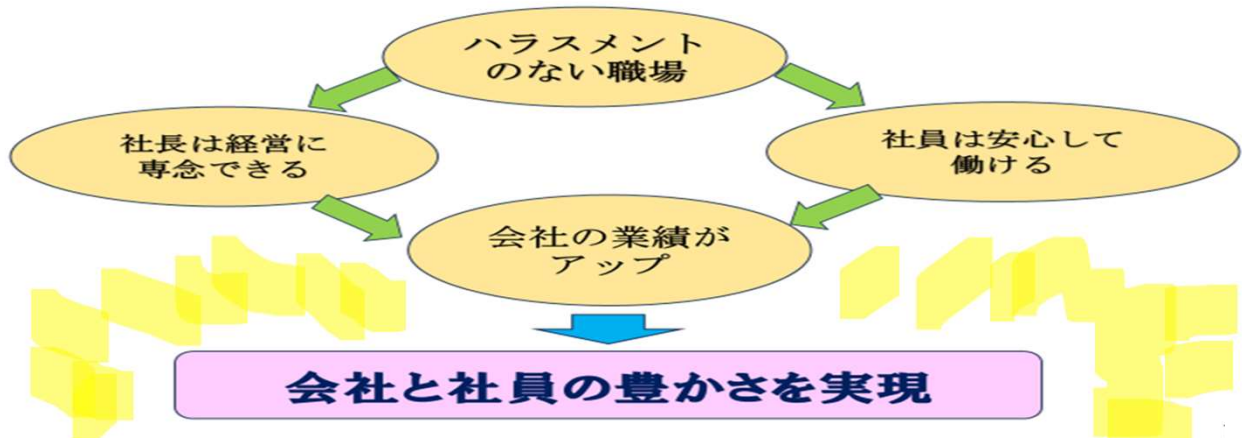 ハラスメント
のない職場
社長は経営に
専念できる
社員は安心して
働ける
会社の業績が
アップ
会社と社員の豊かさを実現